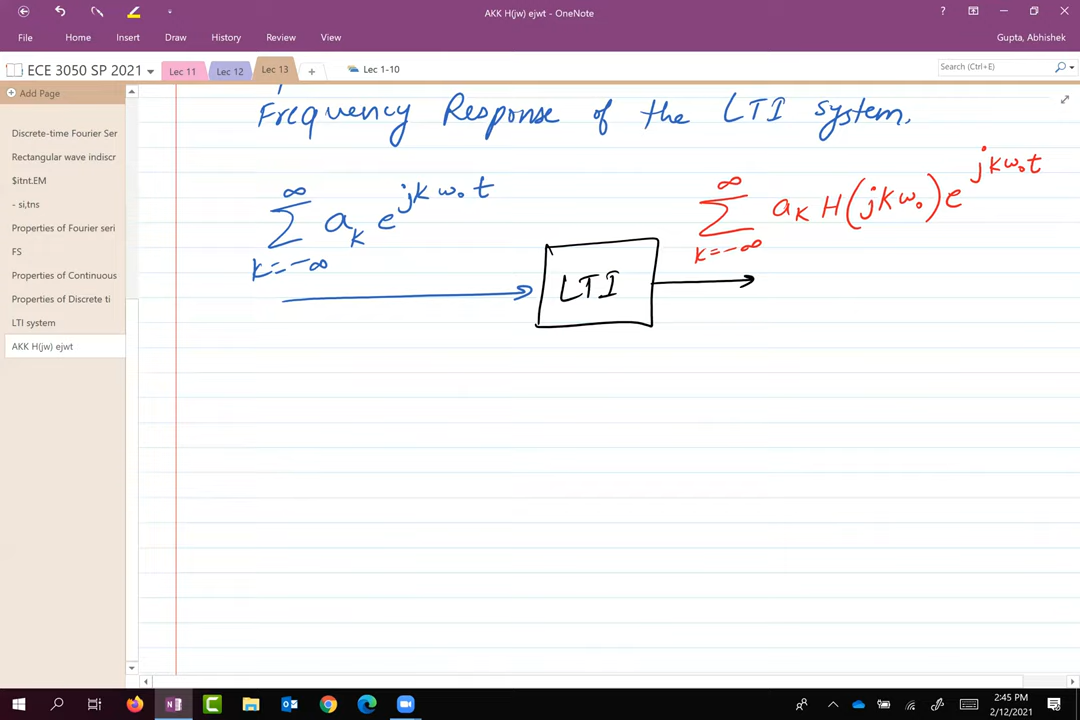 AKK H(jw) ejwt - OneNote
?
File Home Insert Draw History Review View
Gupta, Abhishek
ECE 3050 SP 2021
Lec 11
Lec 12
Lec 13
+
Lec 1-10
Search (Ctrl+E)
Add Page
Discrete-time Fourier Ser
Rectangular wave indiscr
$itnt.EM
- si,tns
Properties of Fourier seri
FS
Properties of Continuous
Properties of Discrete ti
LTI system
AKK H(jw) ejwt
Frequency Response of the LTI system.
∑_{k=-∞}^{∞} a_k e^{jkω₀t}
∑_{k=-∞}^{∞} a_k H(jkω₀) e^{jkω₀t}
LTI
2:45 PM
2/12/2021